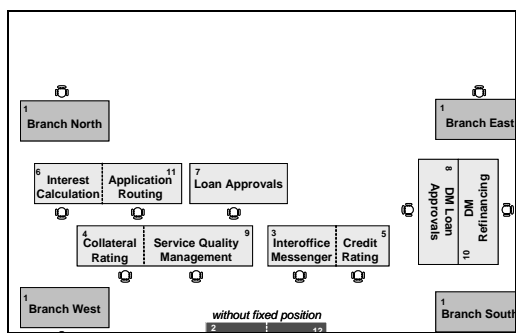 1
Branch North
1
Branch East
6 11
Interest Application
Calculation Routing
7
Loan Approvals
8
DM Loan
Approvals
DM
Refinancing
10
4 9
Collateral Service Quality
Rating Management
3 5
Interoffice Credit
Messenger Rating
1
Branch West
1
Branch South
without fixed position
2 12